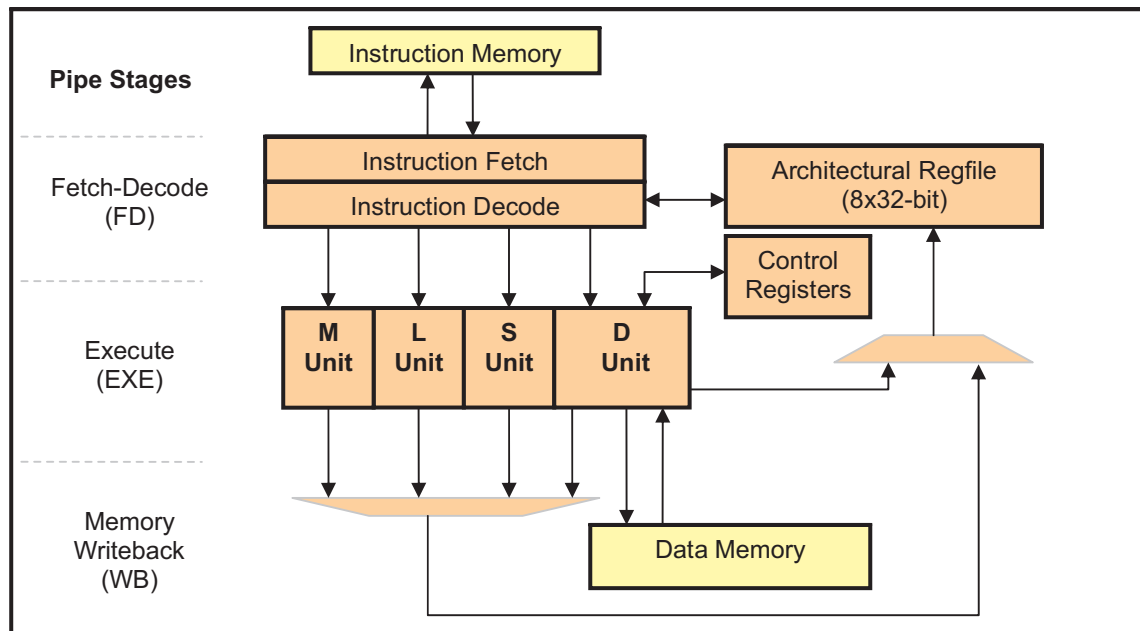 Instruction Memory
Pipe Stages
Instruction Fetch
Architectural Regfile
(8x32-bit)
Fetch-Decode
(FD)
Instruction Decode
Control
Registers
M
Unit
L
Unit
S
Unit
D
Unit
Execute
(EXE)
Memory
Writeback
(WB)
Data Memory